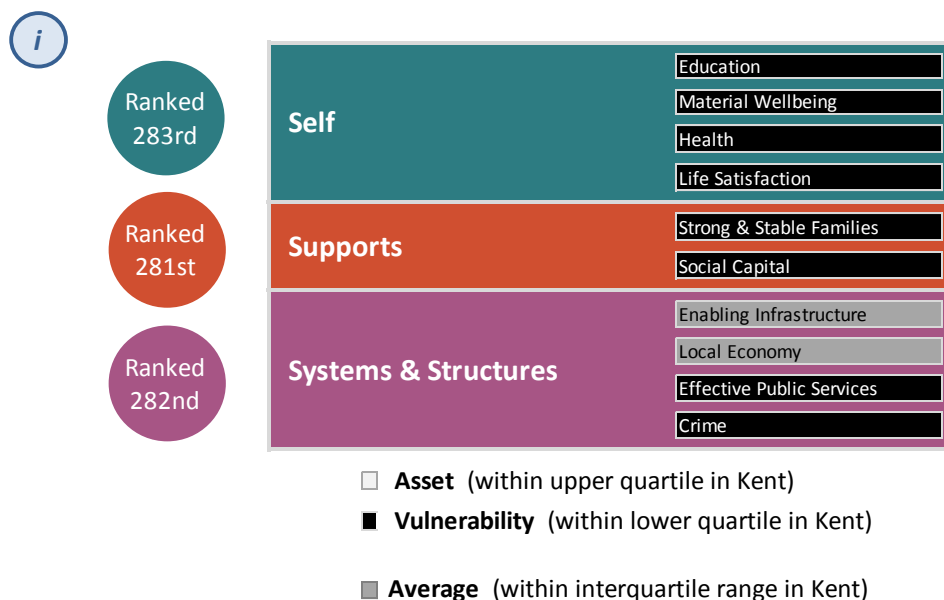 i
Ranked
283rd
Self
Education
Material Wellbeing
Health
Life Satisfaction
Ranked
281st
Supports
Strong & Stable Families
Social Capital
Ranked
282nd
Systems & Structures
Enabling Infrastructure
Local Economy
Effective Public Services
Crime
Asset (within upper quartile in Kent)
Vulnerability (within lower quartile in Kent)
Average (within interquartile range in Kent)